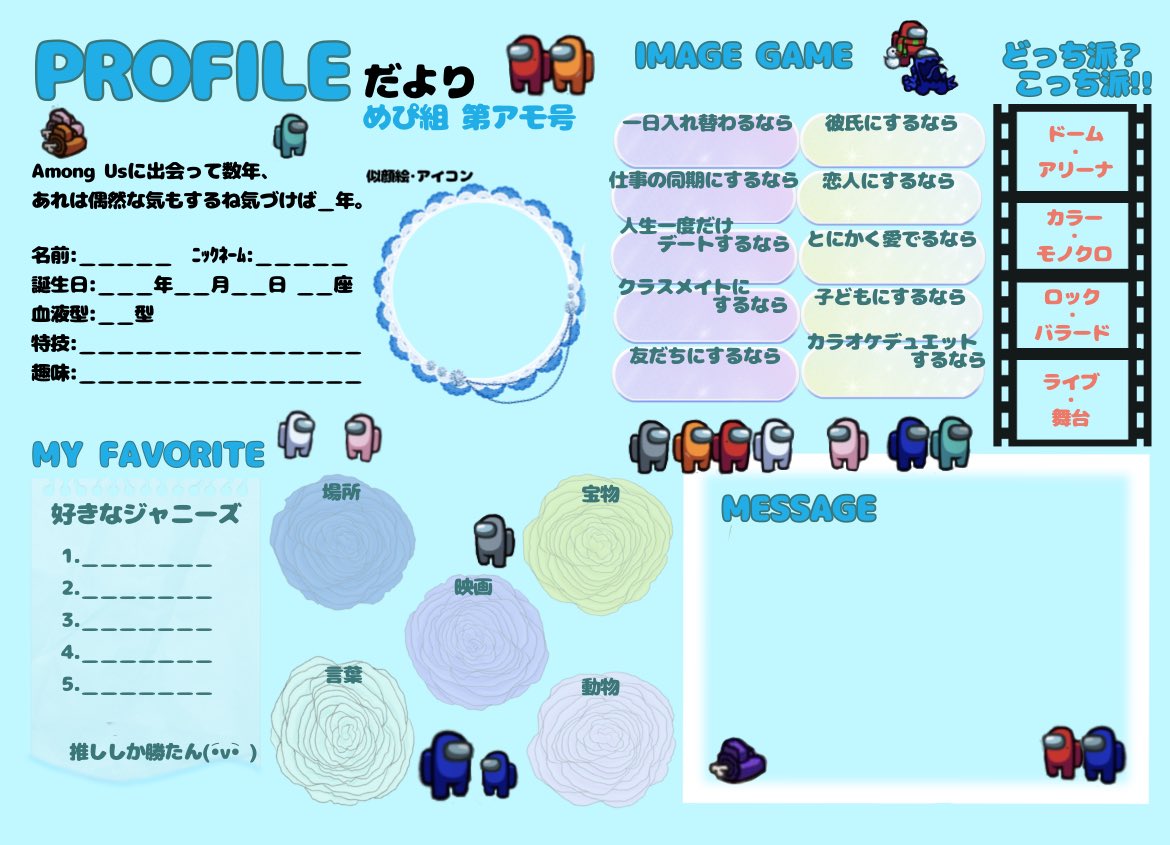 PROFILE だより
めぴ組 第アモ号
Among Usに出会って数年、
あれは偶然な気もするね気づけば＿年。
名前:＿＿＿＿＿ ﾆｯｸﾈｰﾑ:＿＿＿＿＿
誕生日:＿＿＿年＿＿月＿＿日 ＿＿座
血液型:＿＿型
特技:＿＿＿＿＿＿＿＿＿＿＿＿＿＿＿
趣味:＿＿＿＿＿＿＿＿＿＿＿＿＿＿＿
似顔絵･アイコン
IMAGE GAME
一日入れ替わるなら
仕事の同期にするなら
人生一度だけ
デートするなら
クラスメイトに
するなら
友だちにするなら
彼氏にするなら
恋人にするなら
とにかく愛でるなら
子どもにするなら
カラオケデュエット
するなら
どっち派？
こっち派!!
ドーム
・
アリーナ
カラー
・
モノクロ
ロック
・
バラード
ライブ
・
舞台
MY FAVORITE
好きなジャニーズ
1.＿＿＿＿＿＿＿
2.＿＿＿＿＿＿＿
3.＿＿＿＿＿＿＿
4.＿＿＿＿＿＿＿
5.＿＿＿＿＿＿＿
推ししか勝たん(•̀v•́ )
場所
宝物
映画
言葉
動物
MESSAGE